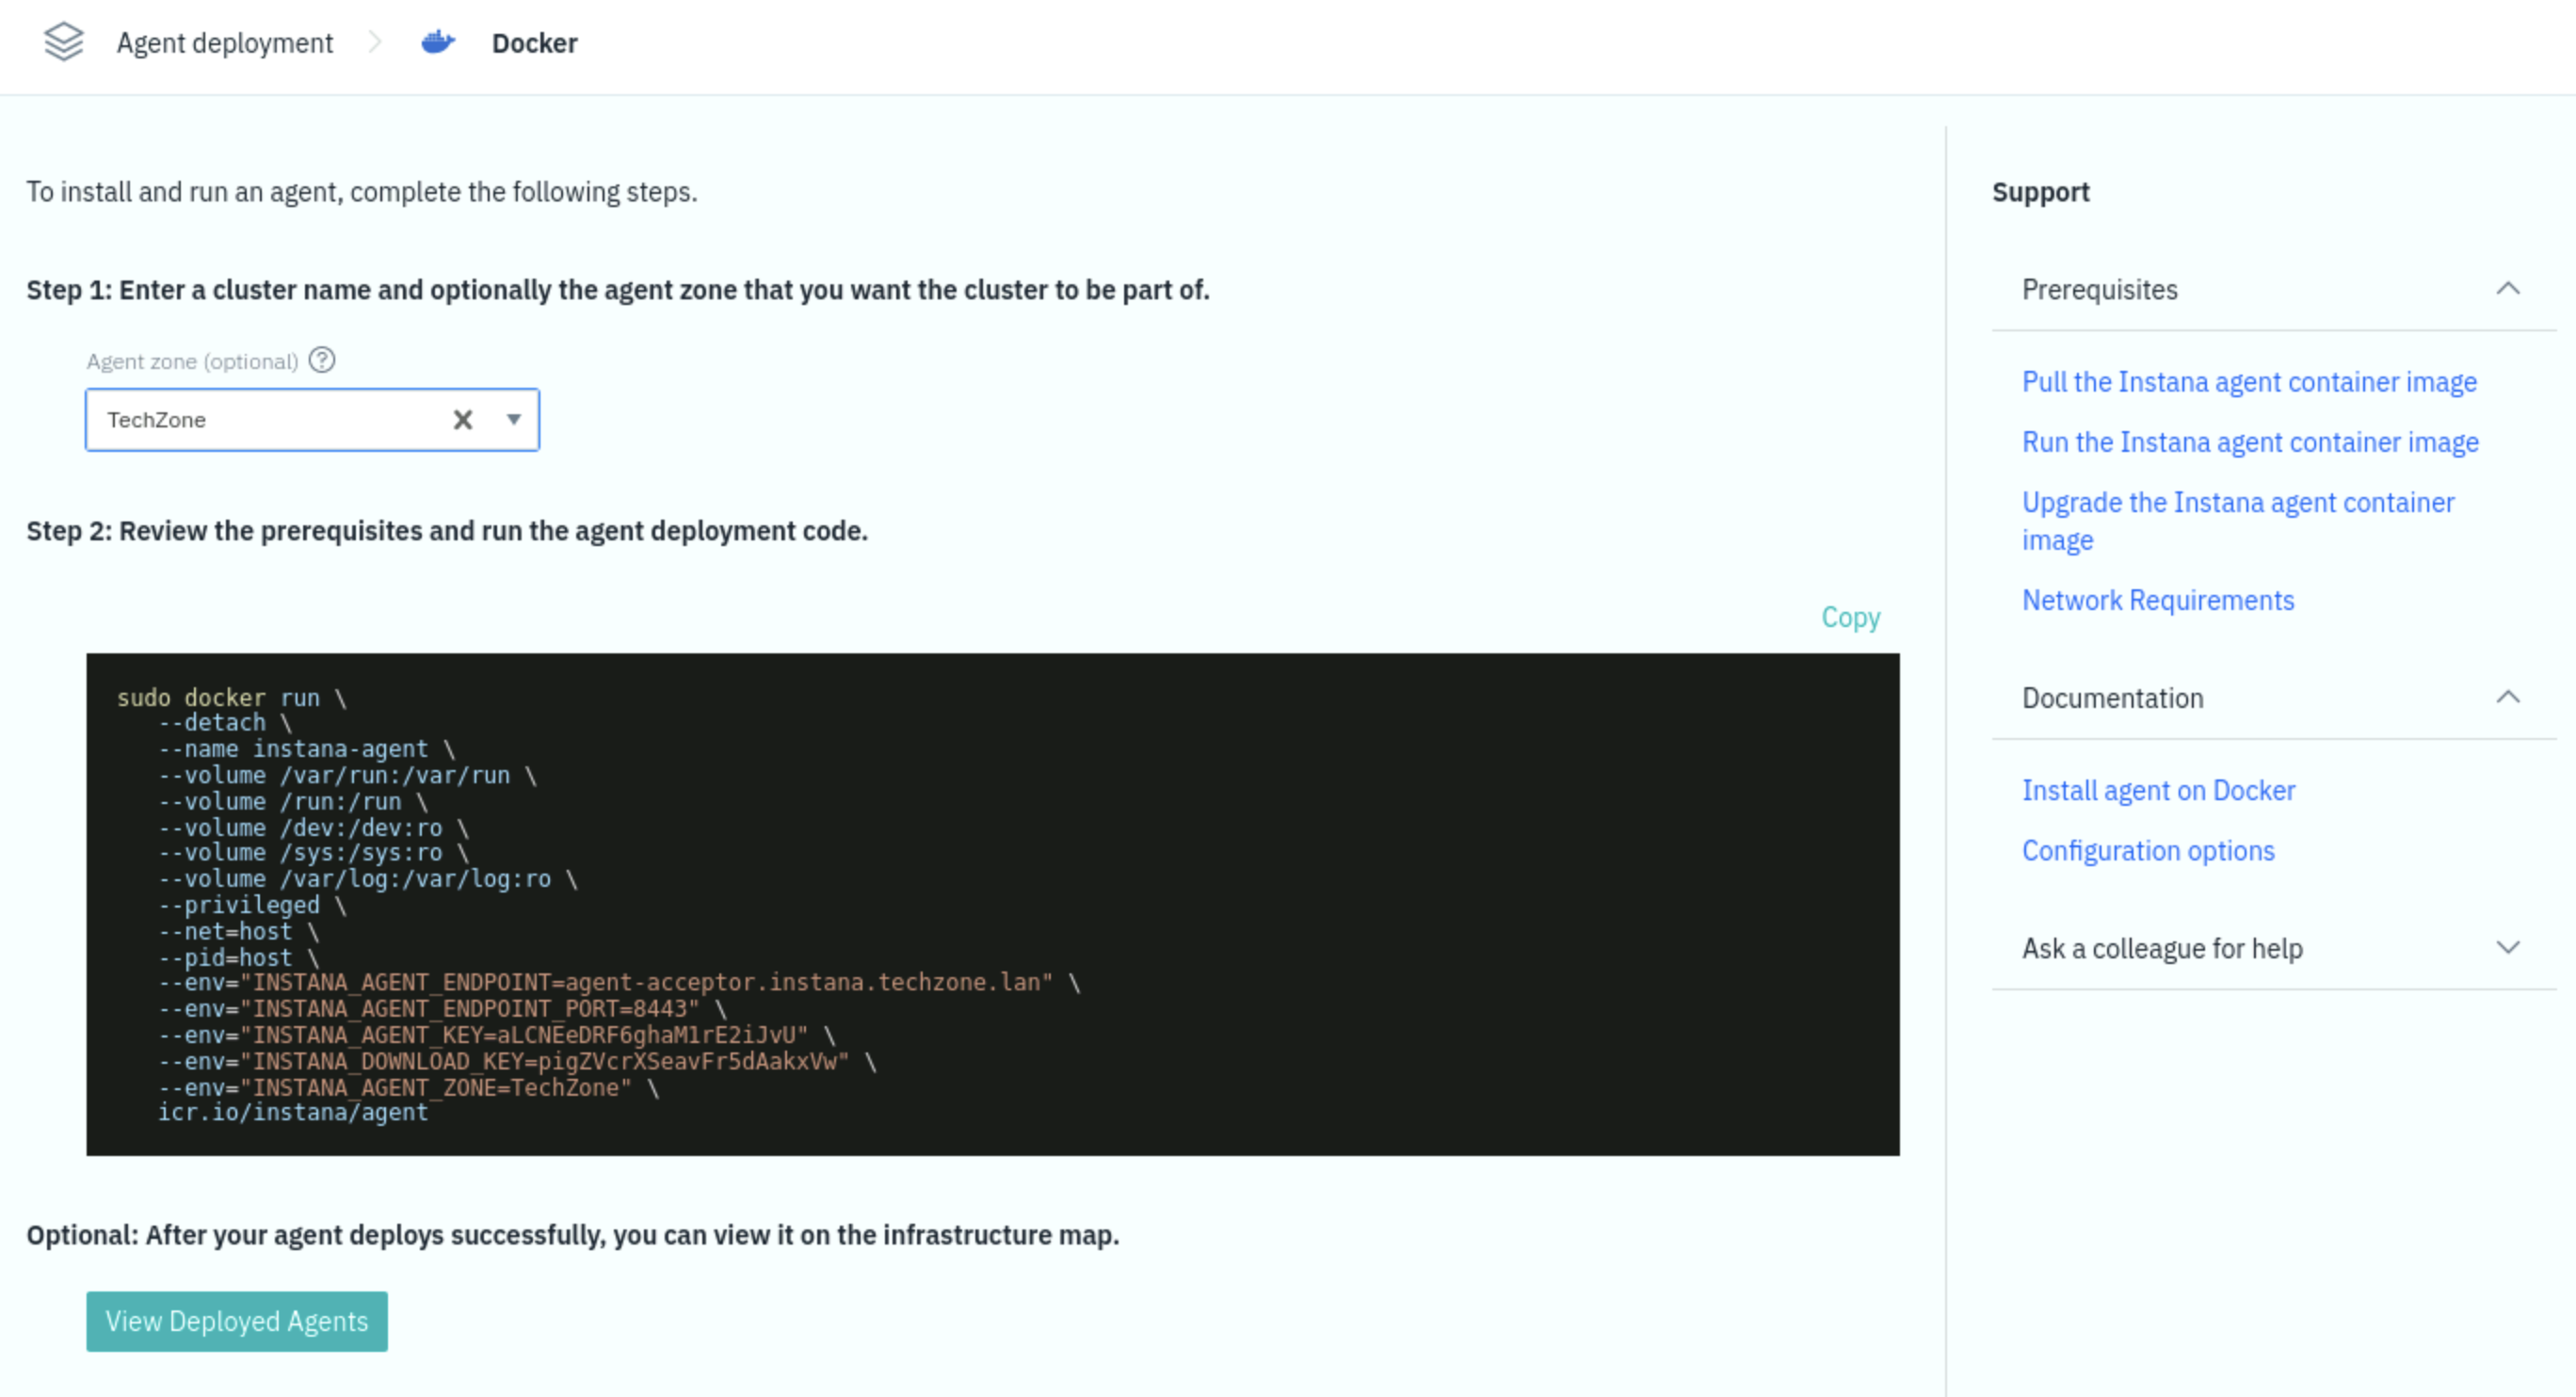 Agent deployment
Docker
To install and run an agent, complete the following steps.
Step 1: Enter a cluster name and optionally the agent zone that you want the cluster to be part of.
Agent zone (optional) ?
TechZone
Step 2: Review the prerequisites and run the agent deployment code.
Copy
sudo docker run \
--detach \
--name instana-agent \
--volume /var/run:/var/run \
--volume /run:/run \
--volume /dev:/dev:ro \
--volume /sys:/sys:ro \
--volume /var/log:/var/log:ro \
--privileged \
--net=host \
--pid=host \
--env="INSTANA_AGENT_ENDPOINT=agent-acceptor.instana.techzone.lan" \
--env="INSTANA_AGENT_ENDPOINT_PORT=8443" \
--env="INSTANA_AGENT_KEY=aLCNEeDRF6ghaM1rE2iJvU" \
--env="INSTANA_DOWNLOAD_KEY=pigZVcrXSeavFr5dAakxVw" \
--env="INSTANA_AGENT_ZONE=TechZone" \
icr.io/instana/agent
Optional: After your agent deploys successfully, you can view it on the infrastructure map.
View Deployed Agents
Support
Prerequisites
Pull the Instana agent container image
Run the Instana agent container image
Upgrade the Instana agent container
image
Network Requirements
Documentation
Install agent on Docker
Configuration options
Ask a colleague for help